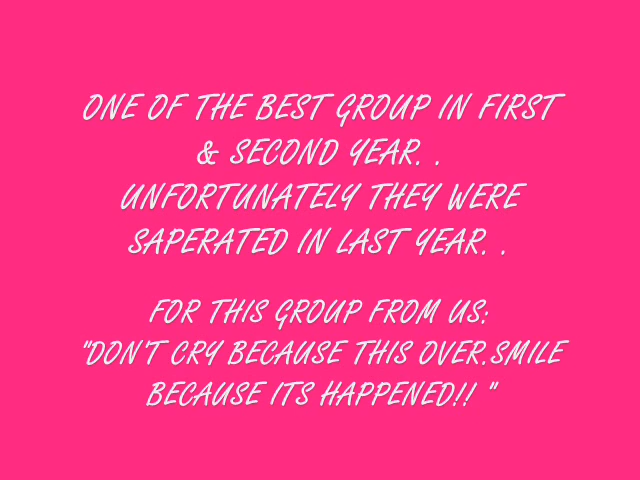 ONE OF THE BEST GROUP IN FIRST
& SECOND YEAR. .
UNFORTUNATELY THEY WERE
SAPERATED IN LAST YEAR. .
FOR THIS GROUP FROM US:
"DON'T CRY BECAUSE THIS OVER.SMILE
BECAUSE ITS HAPPENED!! "